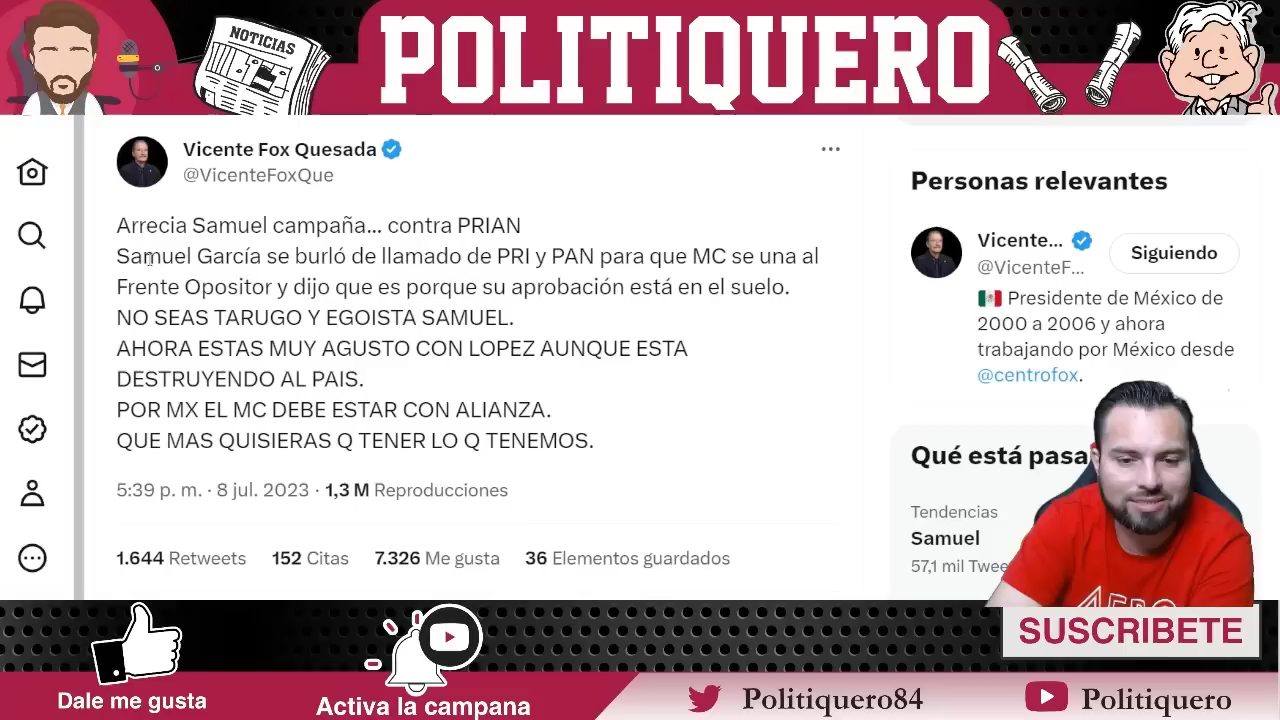 NOTICIAS
POLITIQUERO
Vicente Fox Quesada
@VicenteFoxQue
Arrecia Samuel campaña... contra PRIAN
Samuel García se burló de llamado de PRI y PAN para que MC se una al
Frente Opositor y dijo que es porque su aprobación está en el suelo.
NO SEAS TARUGO Y EGOISTA SAMUEL.
AHORA ESTAS MUY AGUSTO CON LOPEZ AUNQUE ESTA
DESTRUYENDO AL PAIS.
POR MX EL MC DEBE ESTAR CON ALIANZA.
QUE MAS QUISIERAS Q TENER LO Q TENEMOS.
5:39 p. m. · 8 jul. 2023 · 1,3 M Reproducciones
1.644 Retweets 152 Citas 7.326 Me gusta 36 Elementos guardados
Personas relevantes
Vicente...
@VicenteF...
Siguiendo
Presidente de México de
2000 a 2006 y ahora
trabajando por México desde
@centrofox.
Qué está pasa
Tendencias
Samuel
57,1 mil Twee
SUSCRIBETE
Dale me gusta
Activa la campana
Politiquero84
Politiquero